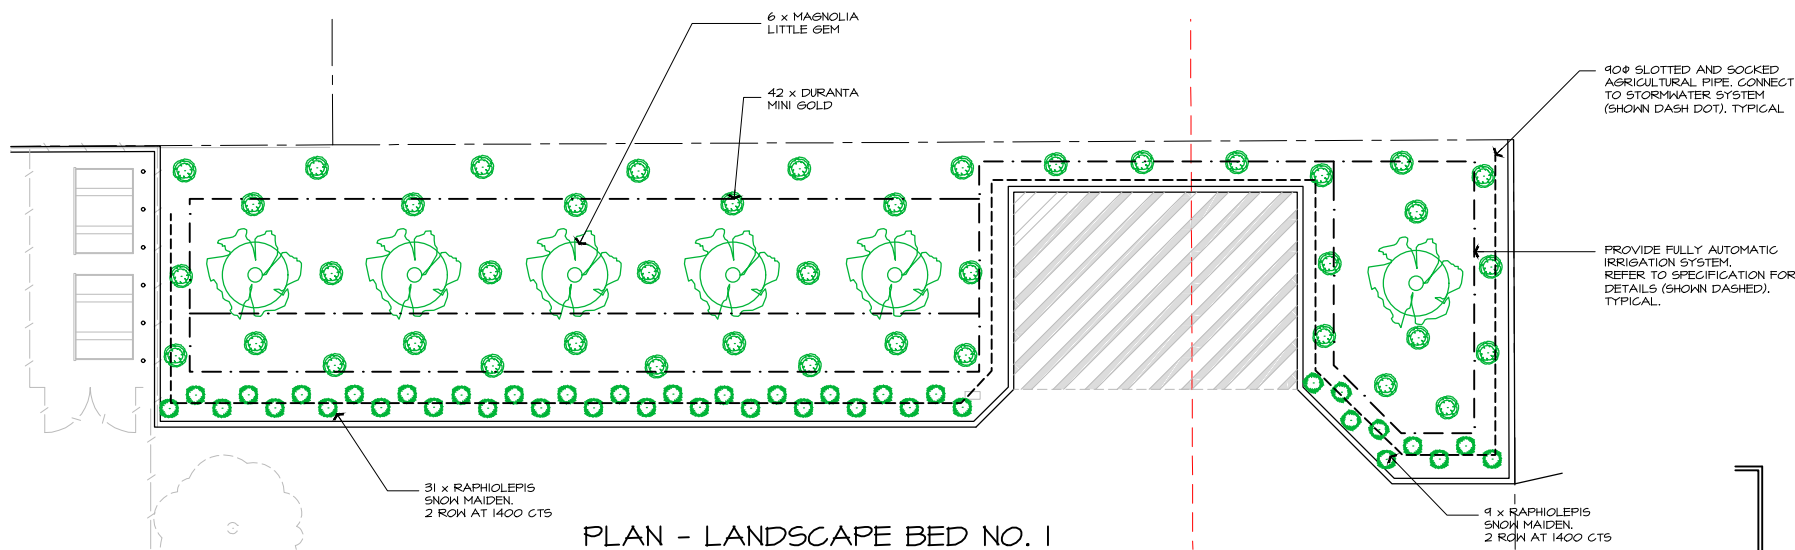 6 x MAGNOLIA
LITTLE GEM
42 x DURANTA
MINI GOLD
90Φ SLOTTED AND SOCKED
AGRICULTURAL PIPE. CONNECT
TO STORMWATER SYSTEM
(SHOWN DASH DOT). TYPICAL
PROVIDE FULLY AUTOMATIC
IRRIGATION SYSTEM.
REFER TO SPECIFICATION FOR
DETAILS (SHOWN DASHED).
TYPICAL.
31 x RAPHIOLEPIS
SNOW MAIDEN.
2 ROW AT 1400 CTS
9 x RAPHIOLEPIS
SNOW MAIDEN.
2 ROW AT 1400 CTS
PLAN - LANDSCAPE BED NO. 1